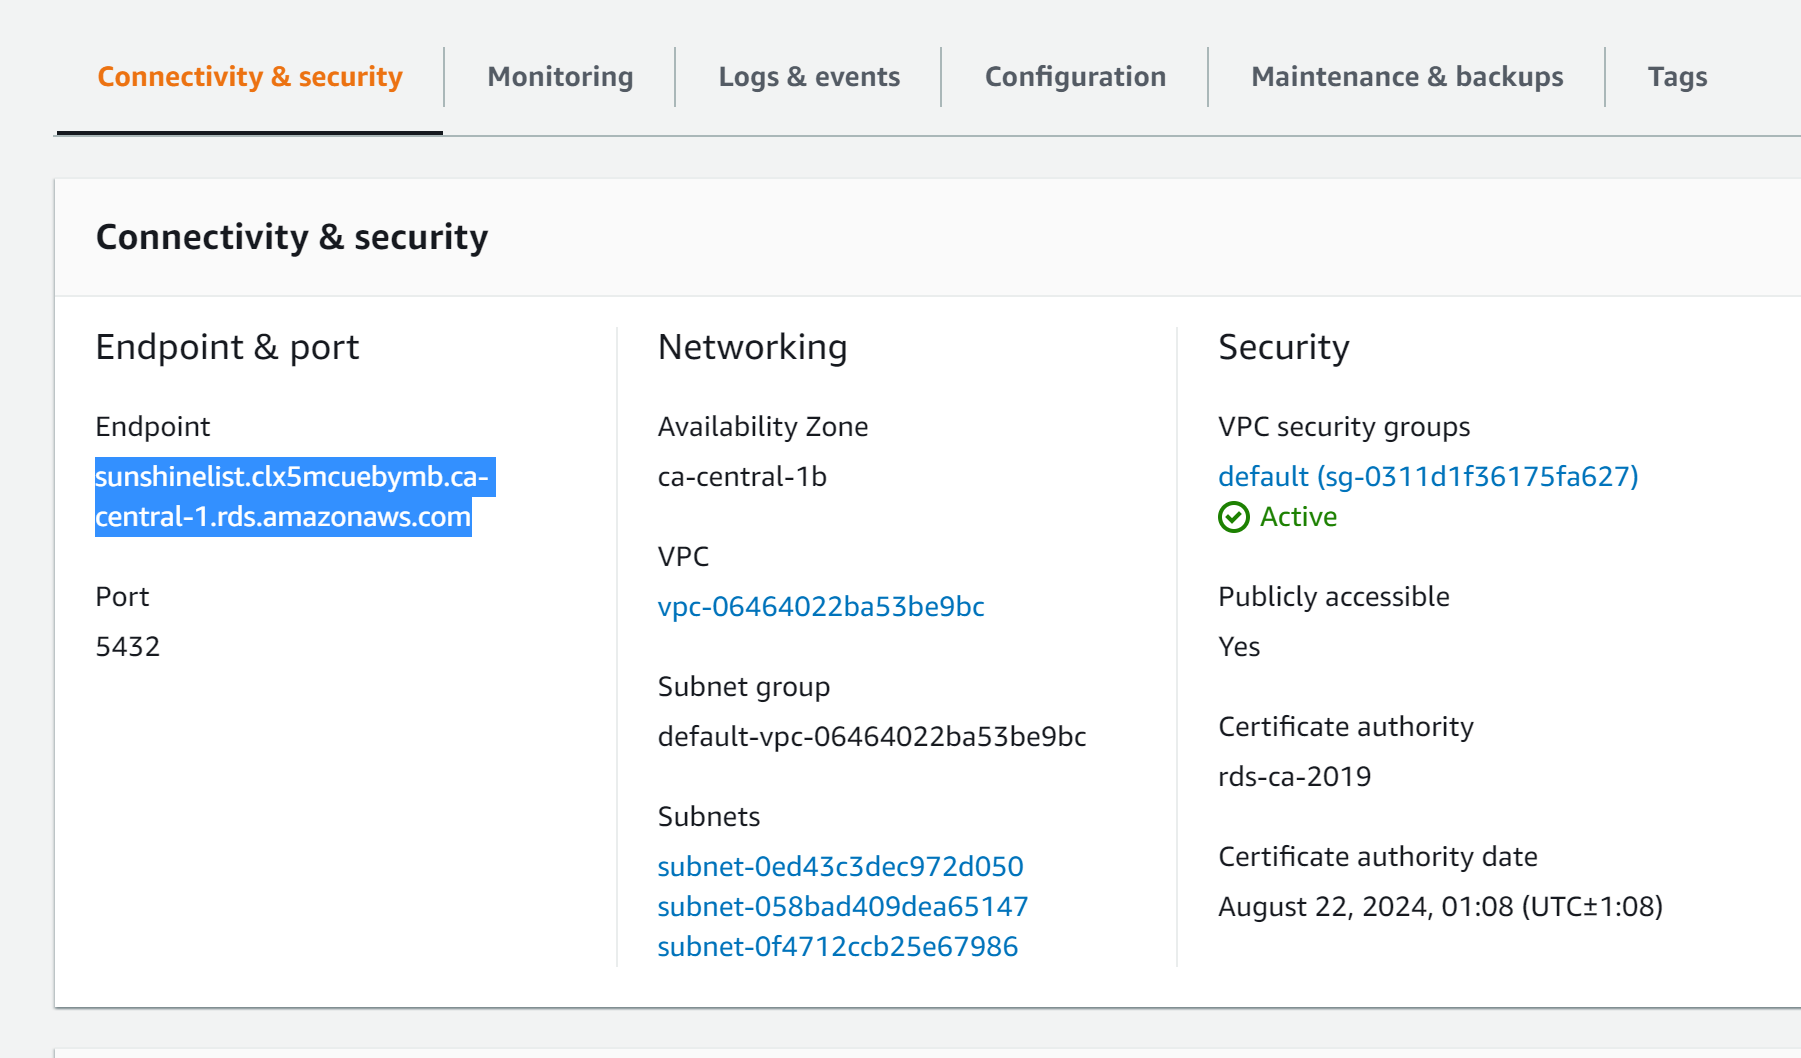 Connectivity & security
Monitoring
Logs & events
Configuration
Maintenance & backups
Tags
Connectivity & security
Endpoint & port
Endpoint
sunshinelist.clx5mcuebymb.ca-
central-1.rds.amazonaws.com
Port
5432
Networking
Availability Zone
ca-central-1b
VPC
vpc-06464022ba53be9bc
Subnet group
default-vpc-06464022ba53be9bc
Subnets
subnet-0ed43c3dec972d050
subnet-058bad409dea65147
subnet-0f4712ccb25e67986
Security
VPC security groups
default (sg-0311d1f36175fa627)
Active
Publicly accessible
Yes
Certificate authority
rds-ca-2019
Certificate authority date
August 22, 2024, 01:08 (UTC±1:08)